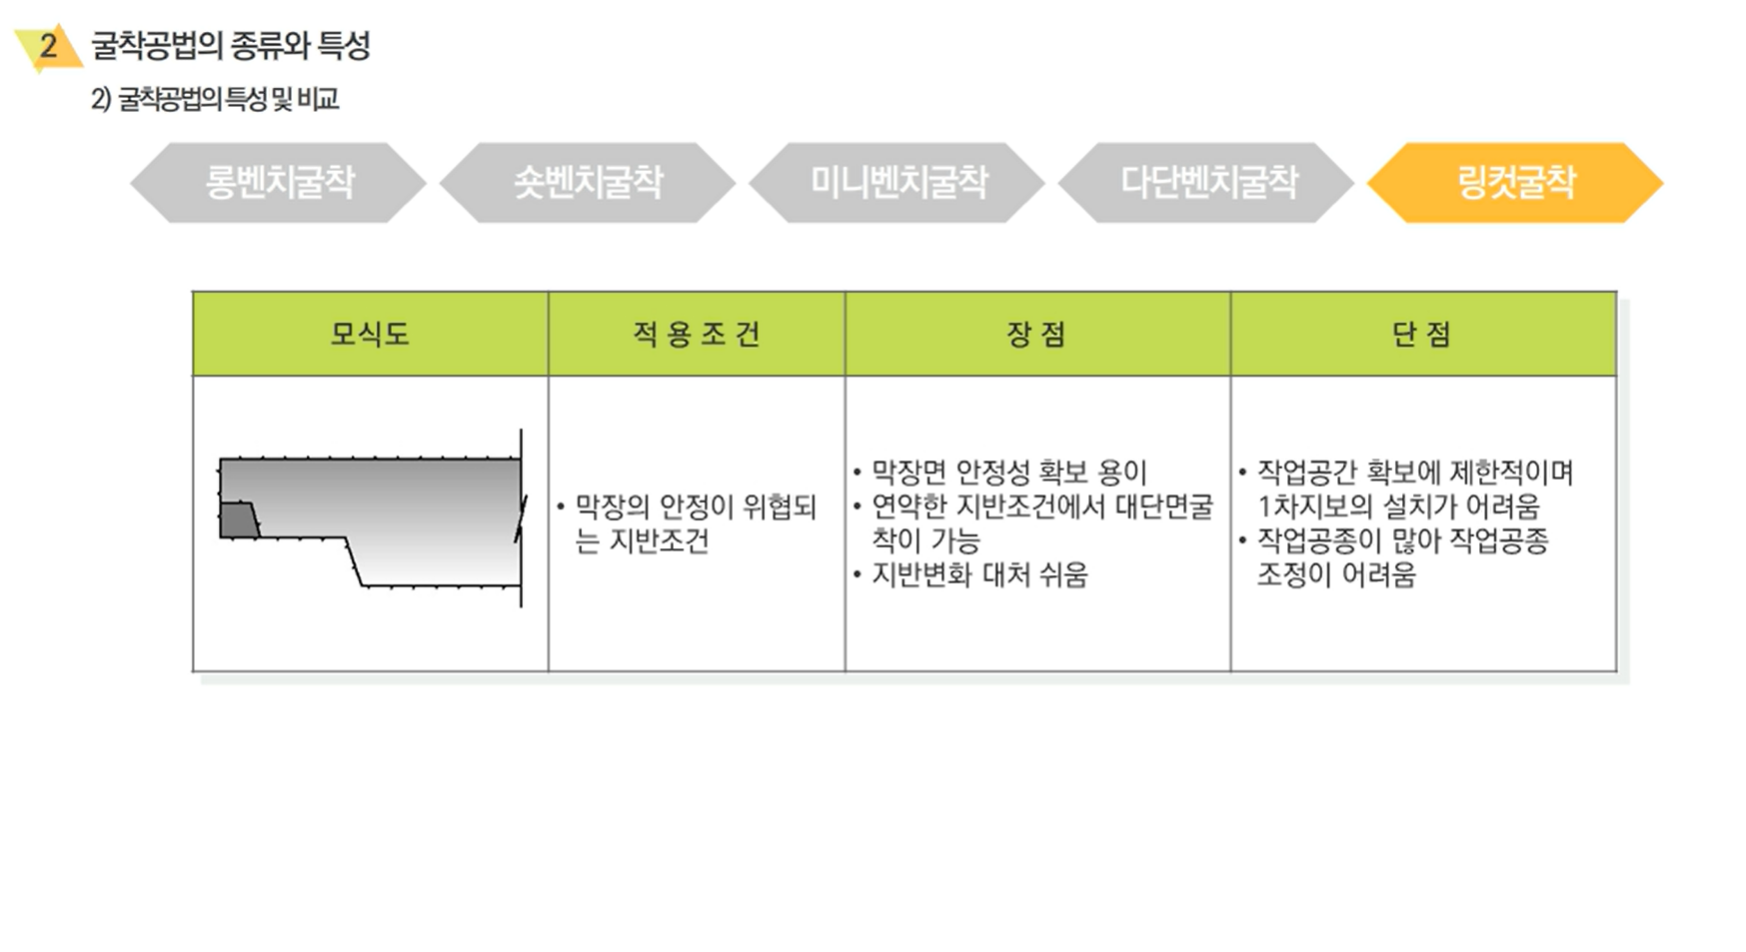 2 굴착공법의 종류와 특성
2) 굴착공법의 특성 및 비교
롱벤치굴착 숏벤치굴착 미니벤치굴착 다단벤치굴착 링컷굴착
모식도 적 용 조 건 장 점 단 점
• 막장의 안정이 위협되
는 지반조건
• 막장면 안정성 확보 용이
• 연약한 지반조건에서 대단면굴
착이 가능
• 지반변화 대처 쉬움
• 작업공간 확보에 제한적이며
1차지보의 설치가 어려움
• 작업공종이 많아 작업공종
조정이 어려움